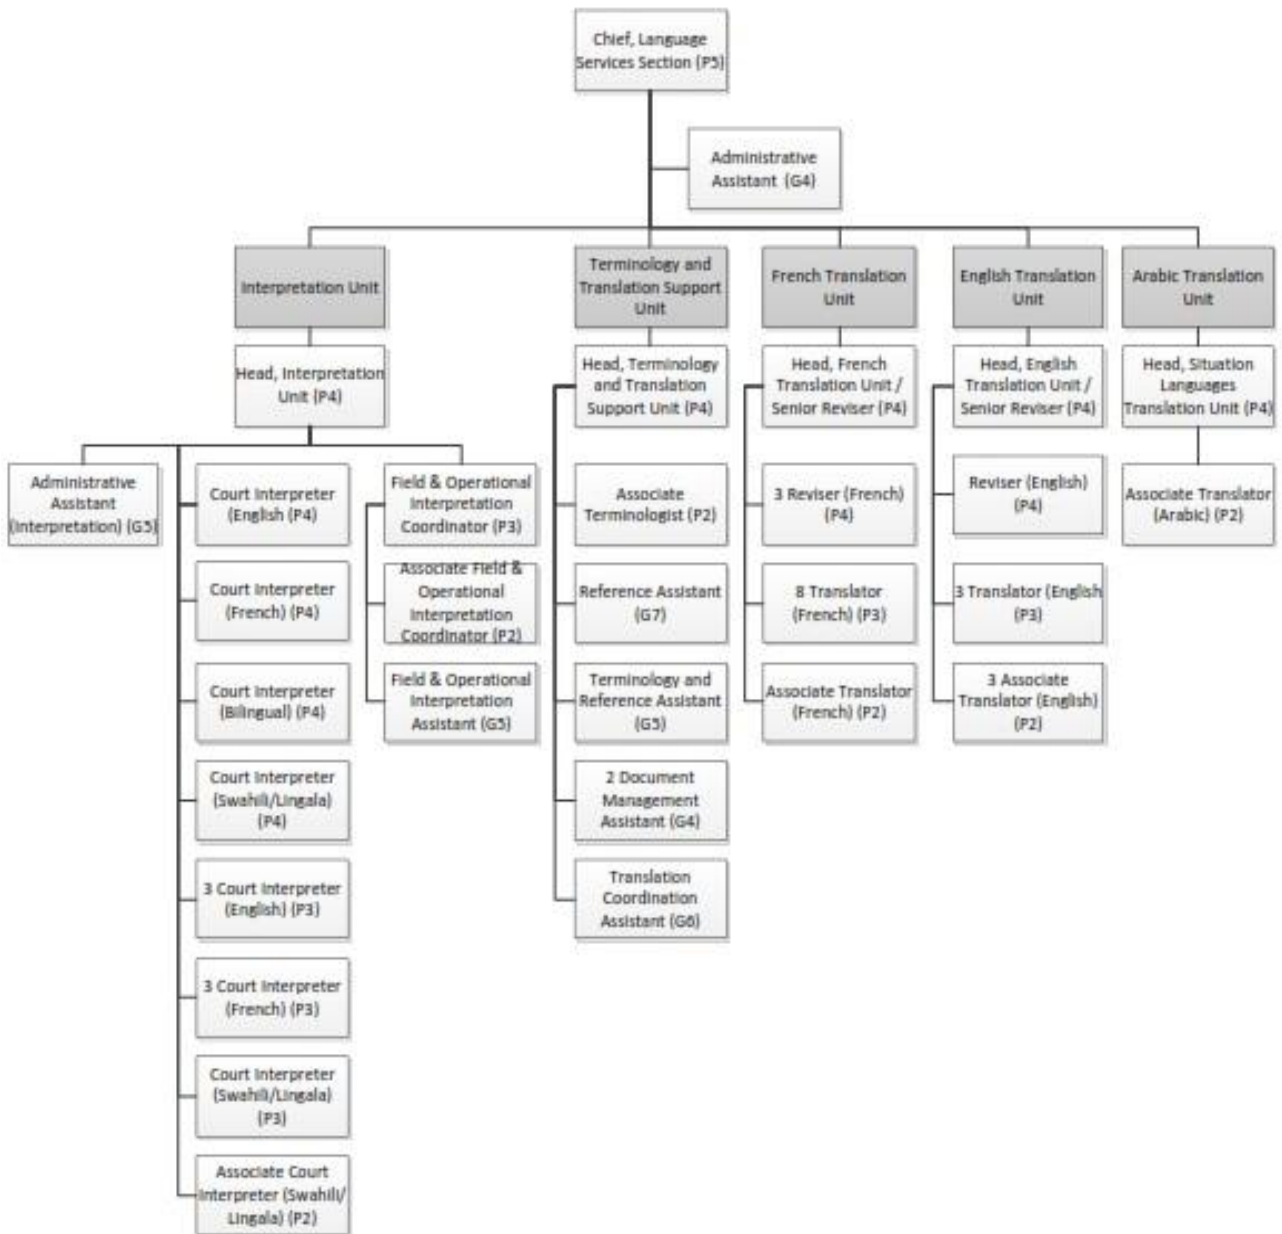 Chief, Language
Services Section (P5)
Administrative
Assistant (G4)
Interpretation Unit
Terminology and
Translation Support
Unit
French Translation
Unit
English Translation
Unit
Arabic Translation
Unit
Head, Interpretation
Unit (P4)
Head, Terminology
and Translation
Support Unit (P4)
Head, French
Translation Unit /
Senior Reviser (P4)
Head, English
Translation Unit /
Senior Reviser (P4)
Head, Situation
Languages
Translation Unit (P4)
Administrative
Assistant
(Interpretation) (G5)
Court Interpreter
(English (P4)
Field & Operational
Interpretation
Coordinator (P3)
Associate
Terminologist (P2)
3 Reviser (French)
(P4)
Reviser (English)
(P4)
Associate Translator
(Arabic) (P2)
Court Interpreter
(French) (P4)
Associate Field &
Operational
Interpretation
Coordinator (P2)
Reference Assistant
(G7)
8 Translator
(French) (P3)
3 Translator (English
(P3)
Court Interpreter
(Bilingual) (P4)
Field & Operational
Interpretation
Assistant (G5)
Terminology and
Reference Assistant
(G5)
Associate Translator
(French) (P2)
3 Associate
Translator (English)
(P2)
Court Interpreter
(Swahili/Lingala)
(P4)
2 Document
Management
Assistant (G4)
3 Court Interpreter
(English) (P3)
Translation
Coordination
Assistant (G6)
3 Court Interpreter
(French) (P3)
Court Interpreter
(Swahili/Lingala)
(P3)
Associate Court
Interpreter (Swahili/
Lingala) (P2)